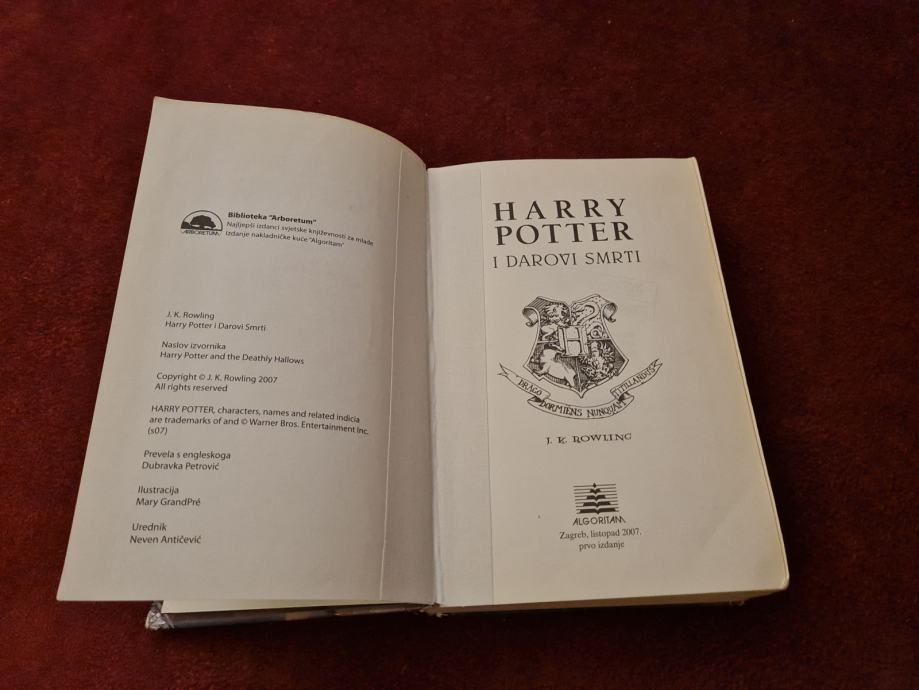 ARBORETUM
Biblioteka "Arboretum"
Najljepši izdanci svjetske književnosti za mlade
Izdanje nakladničke kuće "Algoritam"
J. K. Rowling
Harry Potter i Darovi Smrti
Naslov izvornika
Harry Potter and the Deathly Hallows
Copyright © J. K. Rowling 2007
All rights reserved
HARRY POTTER, characters, names and related indicia
are trademarks of and © Warner Bros. Entertainment Inc.
(s07)
Prevela s engleskoga
Dubravka Petrović
Ilustracija
Mary GrandPré
Urednik
Neven Antičević
HARRY
POTTER
I DAROVI SMRTI
H
DRACO DORMIENS NUNQUAM TITILLANDUS
J. K. ROWLING
ALGORITAM
Zagreb, listopad 2007.
prvo izdanje